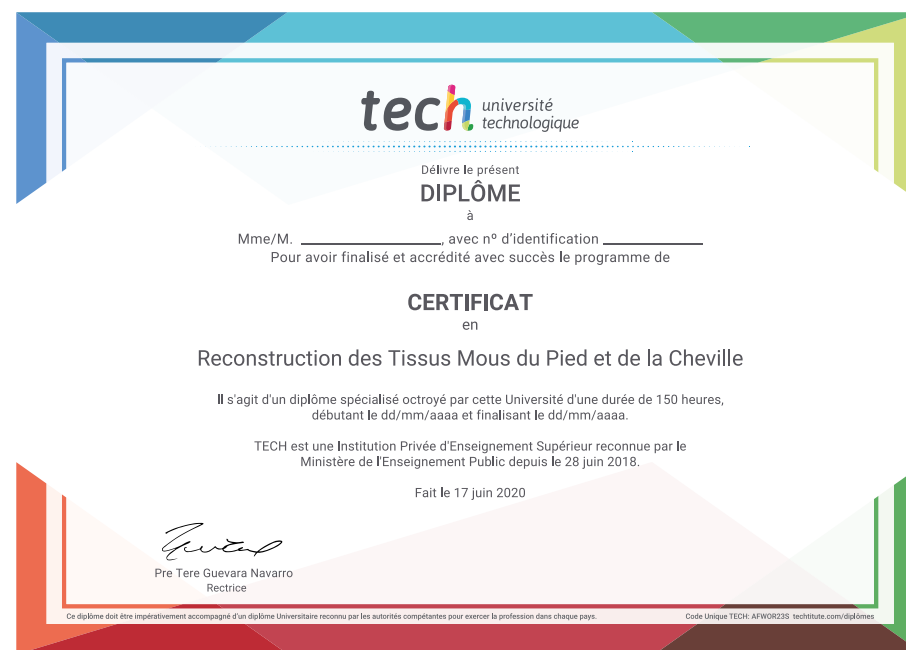 tech université
technologique
Délivre le présent
DIPLÔME
à
Mme/M. ____________________, avec nº d'identification ______________
Pour avoir finalisé et accrédité avec succès le programme de
CERTIFICAT
en
Reconstruction des Tissus Mous du Pied et de la Cheville
Il s'agit d'un diplôme spécialisé octroyé par cette Université d'une durée de 150 heures,
débutant le dd/mm/aaaa et finalisant le dd/mm/aaaa.
TECH est une Institution Privée d'Enseignement Supérieur reconnue par le
Ministère de l'Enseignement Public depuis le 28 juin 2018.
Fait le 17 juin 2020
Pre Tere Guevara Navarro
Rectrice
Ce diplôme doit être impérativement accompagné d'un diplôme Universitaire reconnu par les autorités compétentes pour exercer la profession dans chaque pays.
Code Unique TECH: AFWOR23S techtitute.com/diplômes